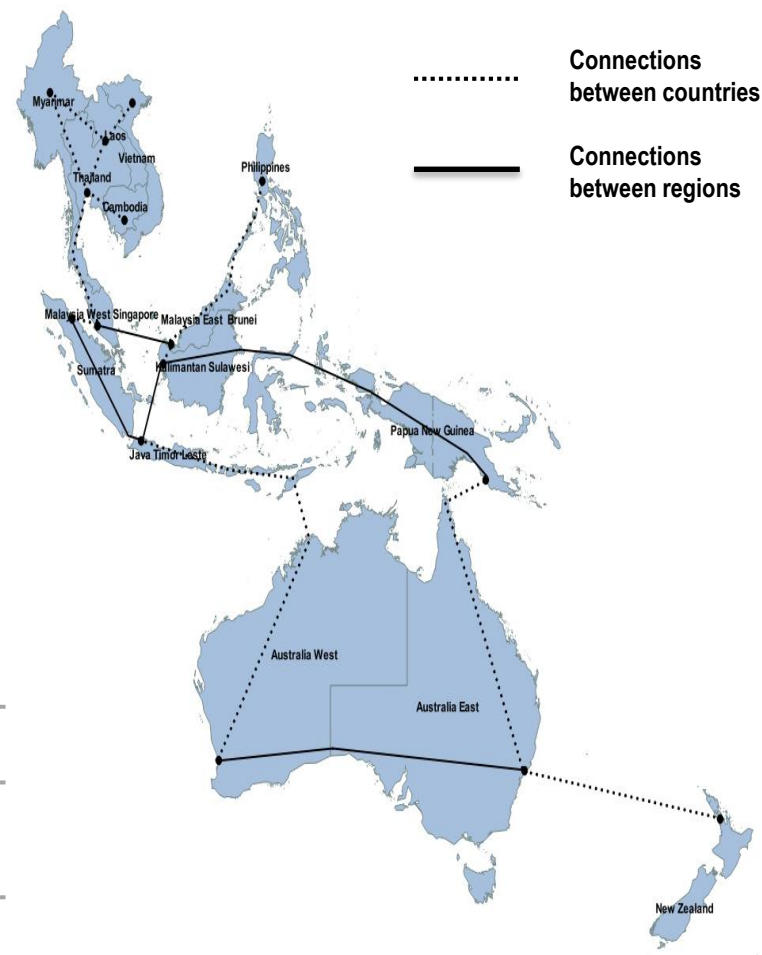 Connections
between countries
Connections
between regions
Myanmar
Laos
Vietnam
Thailand
Cambodia
Philippines
Malaysia West Singapore
Malaysia East Brunei
Sumatra
Kalimantan Sulawesi
Papua New Guinea
Java Timor Leste
Australia West
Australia East
New Zealand